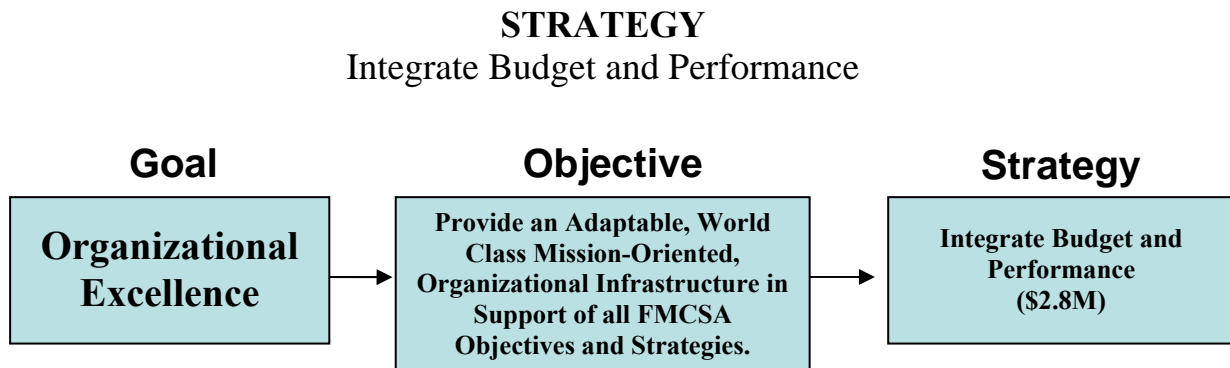 STRATEGY
Integrate Budget and Performance
Goal
Organizational
Excellence
Objective
Provide an Adaptable, World
Class Mission-Oriented,
Organizational Infrastructure in
Support of all FMCSA
Objectives and Strategies.
Strategy
Integrate Budget and
Performance
($2.8M)